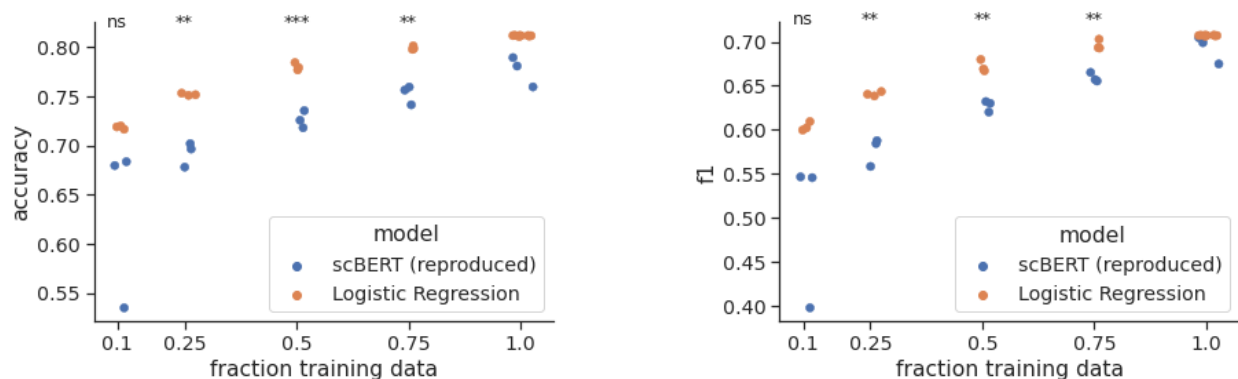 ns ** *** **
0.80
0.75
0.70
0.65
0.60
0.55
accuracy
0.1 0.25 0.5 0.75 1.0
fraction training data
model
scBERT (reproduced)
Logistic Regression
ns ** ** **
0.70
0.65
0.60
0.55
0.50
0.45
0.40
f1
0.1 0.25 0.5 0.75 1.0
fraction training data
model
scBERT (reproduced)
Logistic Regression